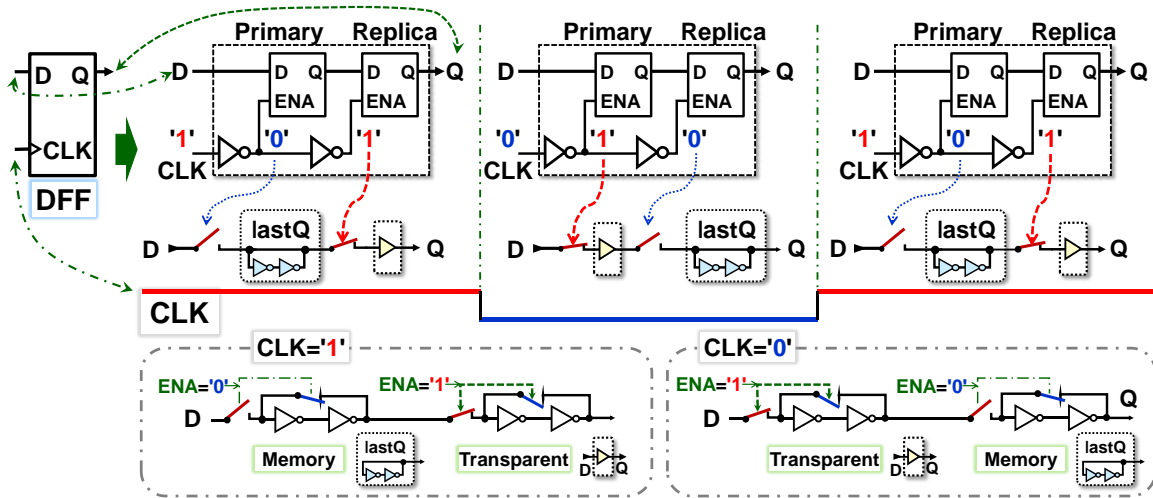 Primary Replica
Primary Replica
Primary Replica
D Q
CLK
DFF
D
D Q
ENA
D Q
ENA
Q
'1' '0' '1'
CLK
D
D Q
ENA
D Q
ENA
Q
'0' '1' '0'
CLK
D
D Q
ENA
D Q
ENA
Q
'1' '0' '1'
CLK
D lastQ Q
D lastQ Q
D lastQ Q
CLK
CLK='1'
ENA='0'
ENA='1'
D
Memory
lastQ
Transparent
D Q
CLK='0'
ENA='1'
ENA='0'
D
Q
Transparent
D Q
Memory
lastQ